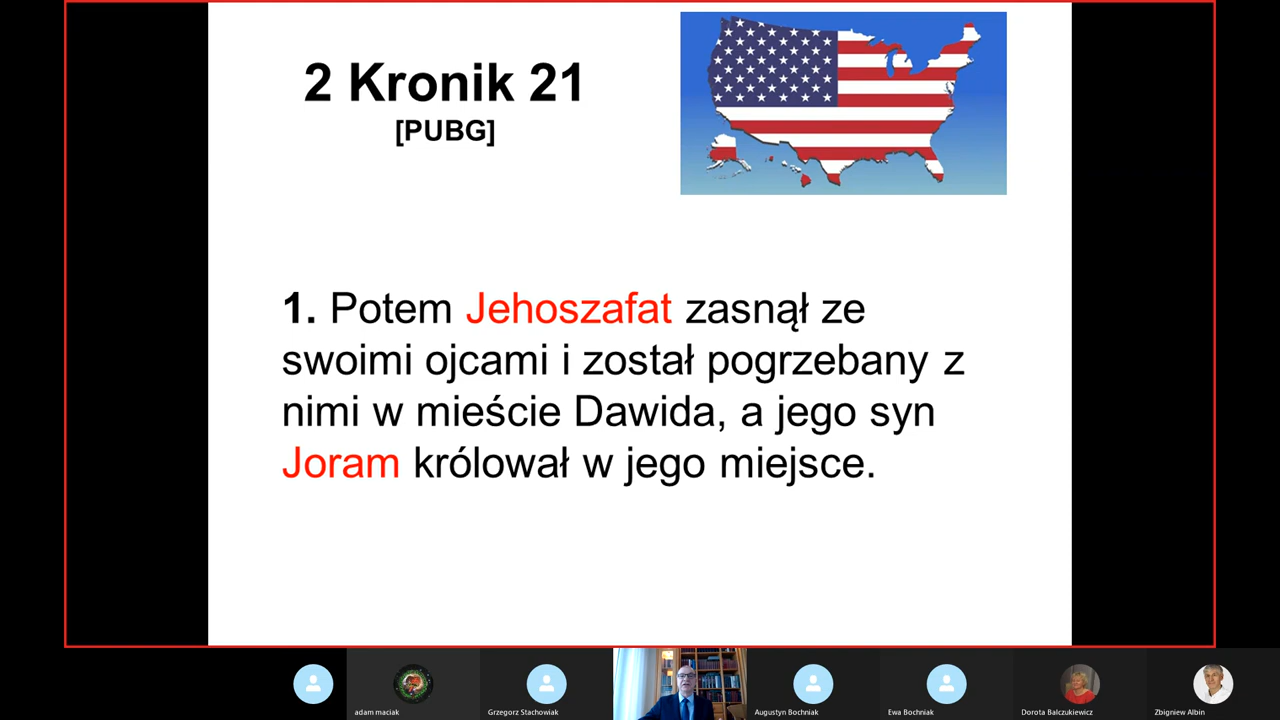 2 Kronik 21
[PUBG]
1. Potem Jehoszafat zasnął ze
swoimi ojcami i został pogrzebany z
nimi w mieście Dawida, a jego syn
Joram królował w jego miejsce.
adam maciak
Grzegorz Stachowiak
Augustyn Bochniak
Ewa Bochniak
Dorota Balczukiewicz
Zbigniew Albin